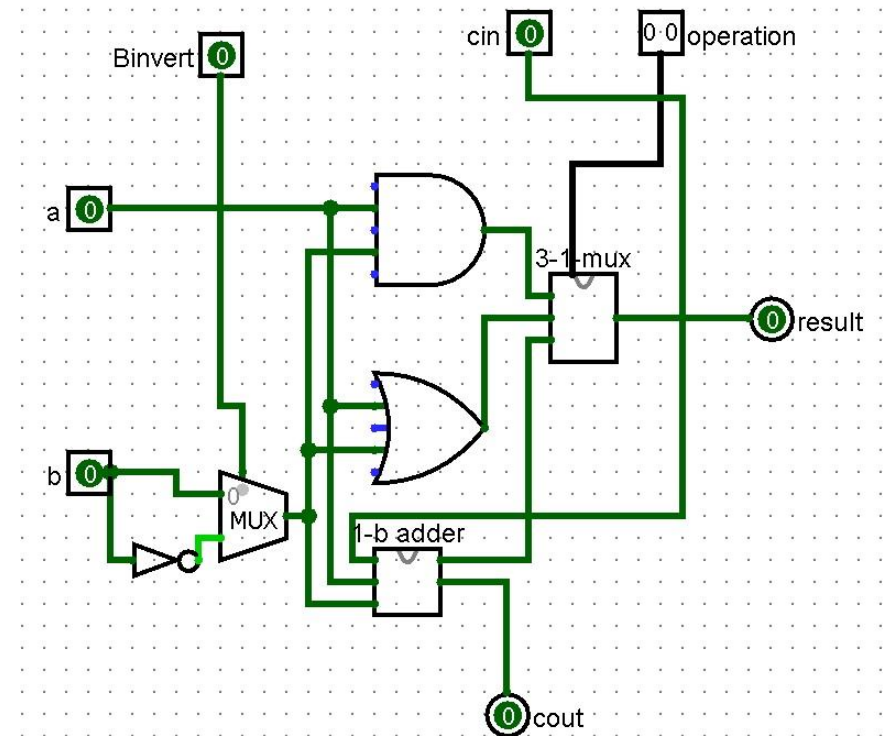 cin 0
0 0 operation
Binvert 0
a 0
3-1-mux
0 result
b 0
0
MUX
1-b adder
0 cout